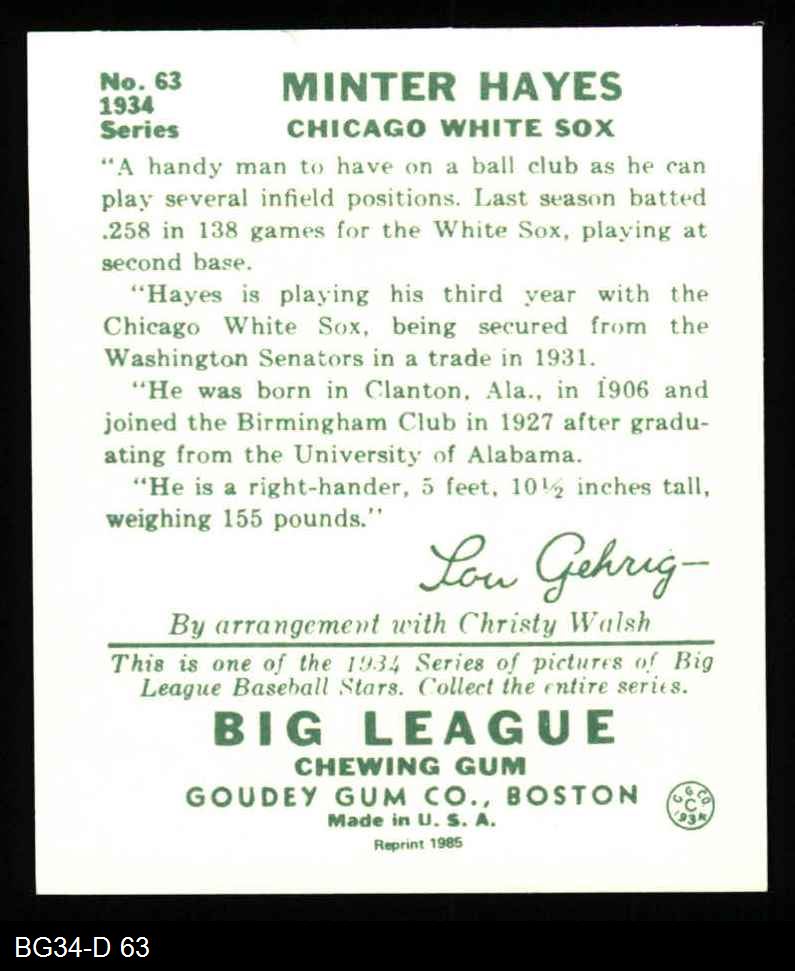 No. 63
1934
Series
MINTER HAYES
CHICAGO WHITE SOX
"A handy man to have on a ball club as he can
play several infield positions. Last season batted
.258 in 138 games for the White Sox, playing at
second base.
"Hayes is playing his third year with the
Chicago White Sox, being secured from the
Washington Senators in a trade in 1931.
"He was born in Clanton, Ala., in 1906 and
joined the Birmingham Club in 1927 after gradu-
ating from the University of Alabama.
"He is a right-hander, 5 feet, 10½ inches tall,
weighing 155 pounds."
Lou Gehrig
By arrangement with Christy Walsh
This is one of the 1934 Series of pictures of Big
League Baseball Stars. Collect the entire series.
BIG LEAGUE
CHEWING GUM
GOUDEY GUM CO., BOSTON
Made in U. S. A.
Reprint 1985
G G CO
C
1934
BG34-D 63